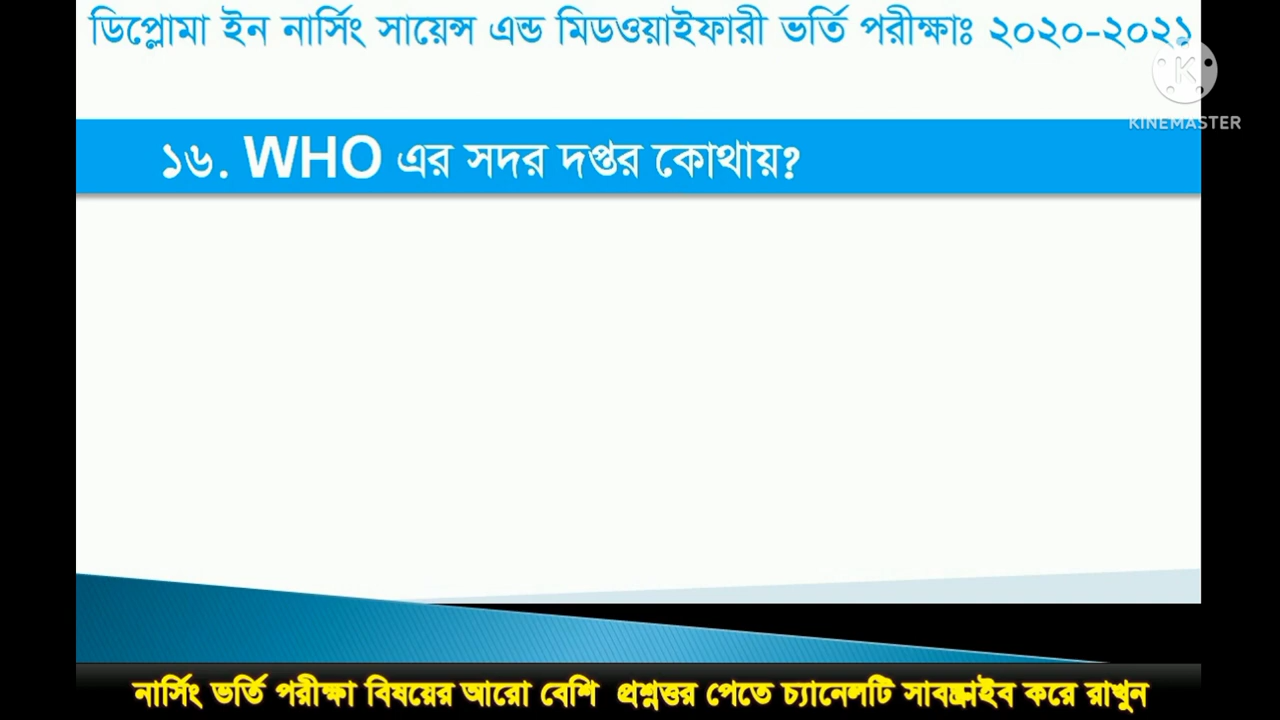 ডিপ্লোমা ইন নার্সিং সায়েন্স এন্ড মিডওয়াইফারী ভর্তি পরীক্ষাঃ ২০২০-২০২১
KINEMASTER
১৬. WHO এর সদর দপ্তর কোথায়?
নার্সিং ভর্তি পরীক্ষা বিষয়ের আরো বেশি প্রশ্নত্তর পেতে চ্যানেলটি সাবস্ক্রাইব করে রাখুন